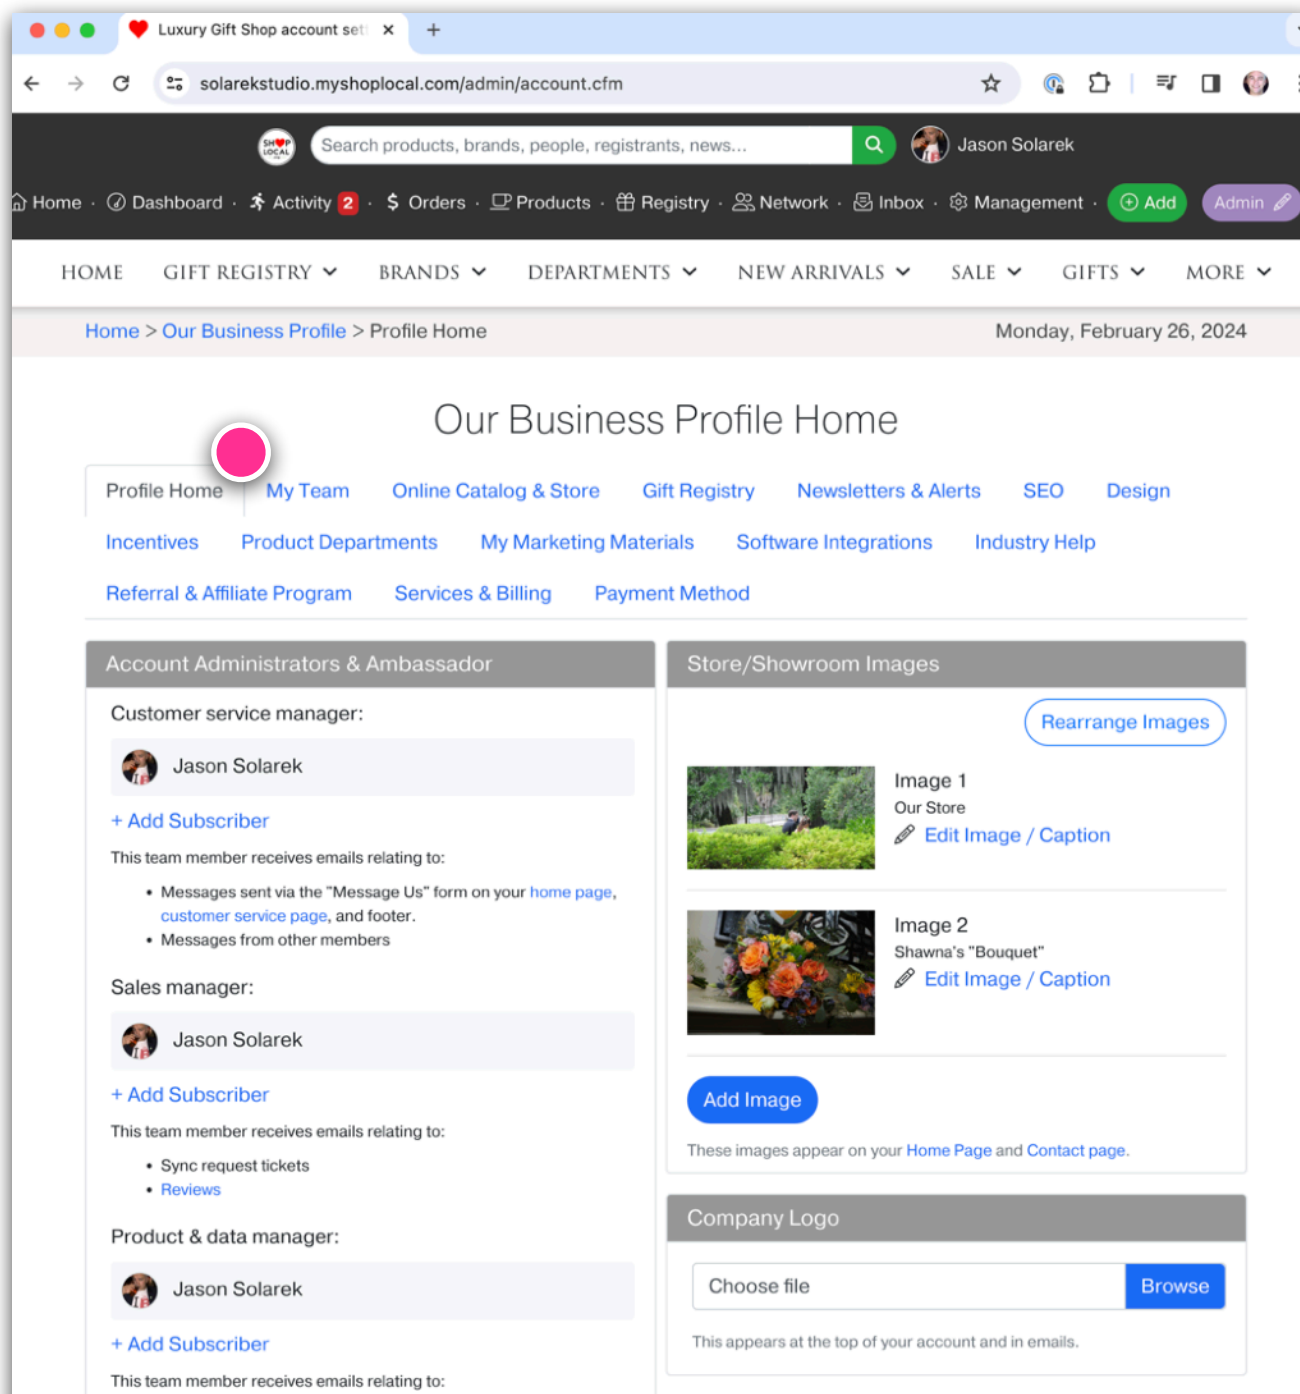 Luxury Gift Shop account set
solarekstudio.myshoplocal.com/admin/account.cfm
SHOP
LOCAL
Search products, brands, people, registrants, news...
Jason Solarek
Home · Dashboard · Activity 2 · $ Orders · Products · Registry · Network · Inbox · Management · Add Admin
HOME GIFT REGISTRY BRANDS DEPARTMENTS NEW ARRIVALS SALE GIFTS MORE
Home > Our Business Profile > Profile Home
Monday, February 26, 2024
Our Business Profile Home
Profile Home My Team Online Catalog & Store Gift Registry Newsletters & Alerts SEO Design
Incentives Product Departments My Marketing Materials Software Integrations Industry Help
Referral & Affiliate Program Services & Billing Payment Method
Account Administrators & Ambassador
Customer service manager:
Jason Solarek
+ Add Subscriber
This team member receives emails relating to:
• Messages sent via the "Message Us" form on your home page,
customer service page, and footer.
• Messages from other members
Sales manager:
Jason Solarek
+ Add Subscriber
This team member receives emails relating to:
• Sync request tickets
• Reviews
Product & data manager:
Jason Solarek
+ Add Subscriber
This team member receives emails relating to:
Store/Showroom Images
Rearrange Images
Image 1
Our Store
Edit Image / Caption
Image 2
Shawna's "Bouquet"
Edit Image / Caption
Add Image
These images appear on your Home Page and Contact page.
Company Logo
Choose file
Browse
This appears at the top of your account and in emails.